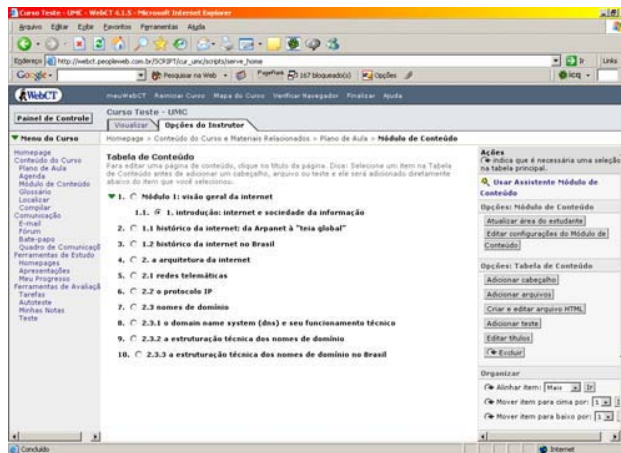 Curso Teste - UMC - WebCT 4.1.5 - Microsoft Internet Explorer
Arquivo Editar Exibir Favoritos Ferramentas Ajuda
Endereço http://webct.peopleweb.com.br/SCRIPT/cur_umc/scripts/serve_home Ir Links
Google Pesquisar na Web PageRank 167 bloqueado(s) Opções icq
WebCT meuWebCT Reiniciar Curso Mapa do Curso Verificar Navegador Finalizar Ajuda
Painel de Controle
Curso Teste - UMC
Visualizar Opções do Instrutor
Menu do Curso
Homepage > Conteúdo do Curso e Materiais Relacionados > Plano de Aula > Módulo de Conteúdo
Homepage
Conteúdo do Curso
Plano de Aula
Agenda
Módulo de Conteúdo
Glossário
Localizar
Compilar
Comunicação
E-mail
Fórum
Bate-papo
Quadro de Comunicaçõ
Ferramentas de Estudo
Homepages
Apresentações
Meu Progresso
Ferramentas de Avaliaçã
Tarefas
Autoteste
Minhas Notas
Teste
Tabela de Conteúdo
Para editar uma página de conteúdo, clique no título da página. Dica: Selecione um item na Tabela
de Conteúdo antes de adicionar um cabeçalho, arquivo ou teste e ele será adicionado diretamente
abaixo do item que você selecionou.
1. Módulo 1: visão geral da internet
1.1. 1. introdução: internet e sociedade da informação
2. 1.1 histórico da internet: da Arpanet à "teia global"
3. 1.2 histórico da internet no Brasil
4. 2. a arquitetura da internet
5. 2.1 redes telemáticas
6. 2.2 o protocolo IP
7. 2.3 nomes de domínio
8. 2.3.1 o domain name system (dns) e seu funcionamento técnico
9. 2.3.2 a estruturação técnica dos nomes de domínio
10. 2.3.3 a estruturação técnica dos nomes de domínio no Brasil
Ações
indica que é necessária uma seleção
na tabela principal.
Usar Assistente Módulo de
Conteúdo
Opções: Módulo de Conteúdo
Atualizar área do estudante
Editar configurações do Módulo de
Conteúdo
Opções: Tabela de Conteúdo
Adicionar cabeçalho
Adicionar arquivos
Criar e editar arquivo HTML
Adicionar teste
Editar títulos
Excluir
Organizar
Alinhar item: Mais Ir
Mover item para cima por: 1
Mover item para baixo por: 1
Concluído Internet